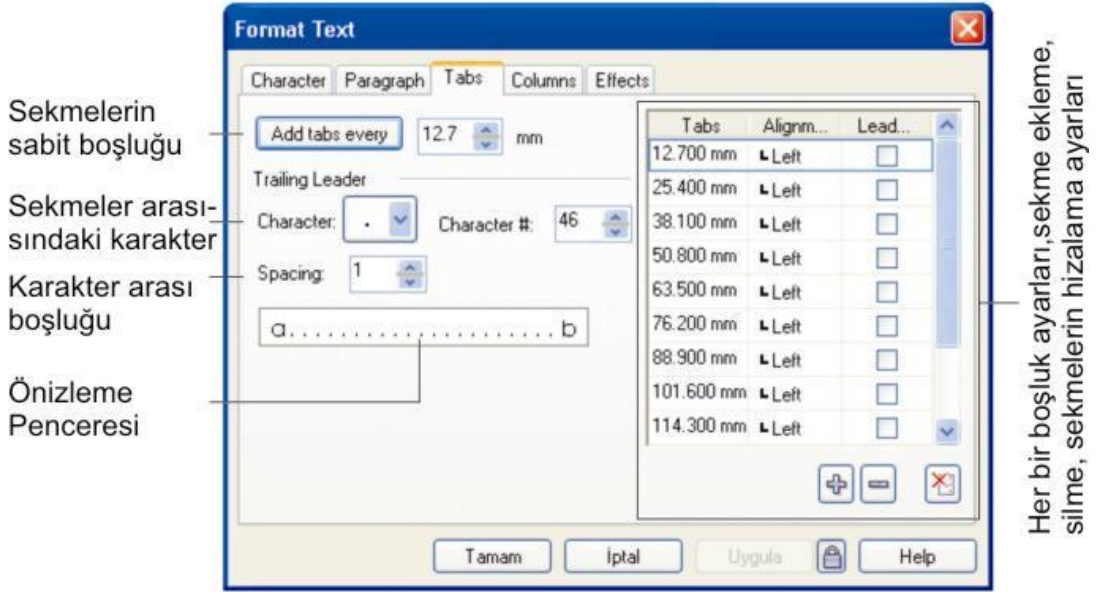 Format Text
Character Paragraph Tabs Columns Effects
Sekmelerin
sabit boşluğu
Add tabs every 12.7 mm
Trailing Leader
Sekmeler arası-
sındaki karakter
Character: . Character #: 46
Karakter arası
boşluğu
Spacing: 1
a......................b
Önizleme
Penceresi
Tabs Alignm... Lead...
12.700 mm Left
25.400 mm Left
38.100 mm Left
50.800 mm Left
63.500 mm Left
76.200 mm Left
88.900 mm Left
101.600 mm Left
114.300 mm Left
Tamam İptal Uygula Help
Her bir boşluk ayarları,sekme ekleme,
silme, sekmelerin hizalama ayarları